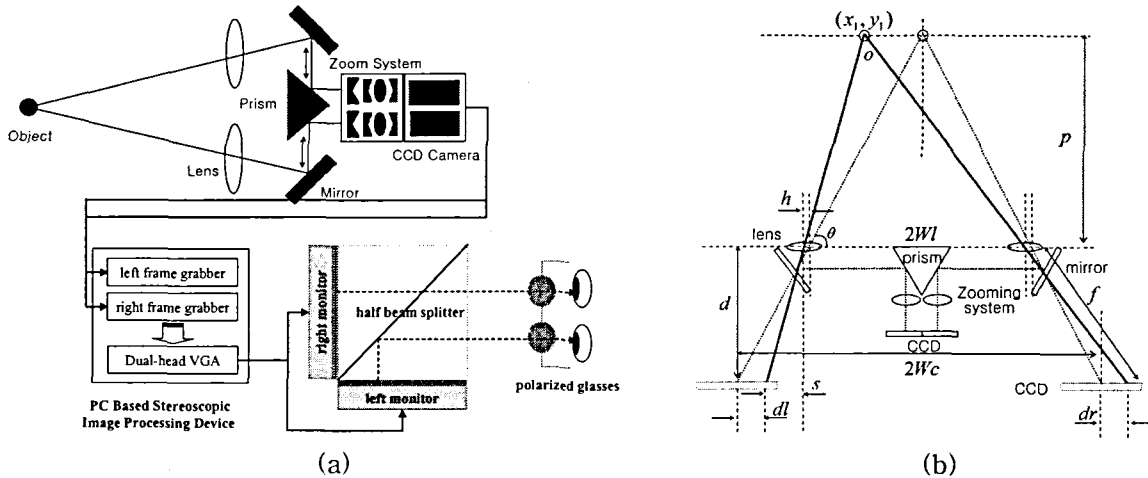 Zoom System
Prism
Object
CCD Camera
Lens
Mirror
left frame grabber
right frame grabber
Dual-head VGA
PC Based Stereoscopic
Image Processing Device
right monitor
half beam splitter
left monitor
polarized glasses
(a)
(x₁, y₁)
o
p
h
θ
lens
2Wl
prism
mirror
d
f
Zooming
system
CCD
2Wc
s
CCD
dl
dr
(b)